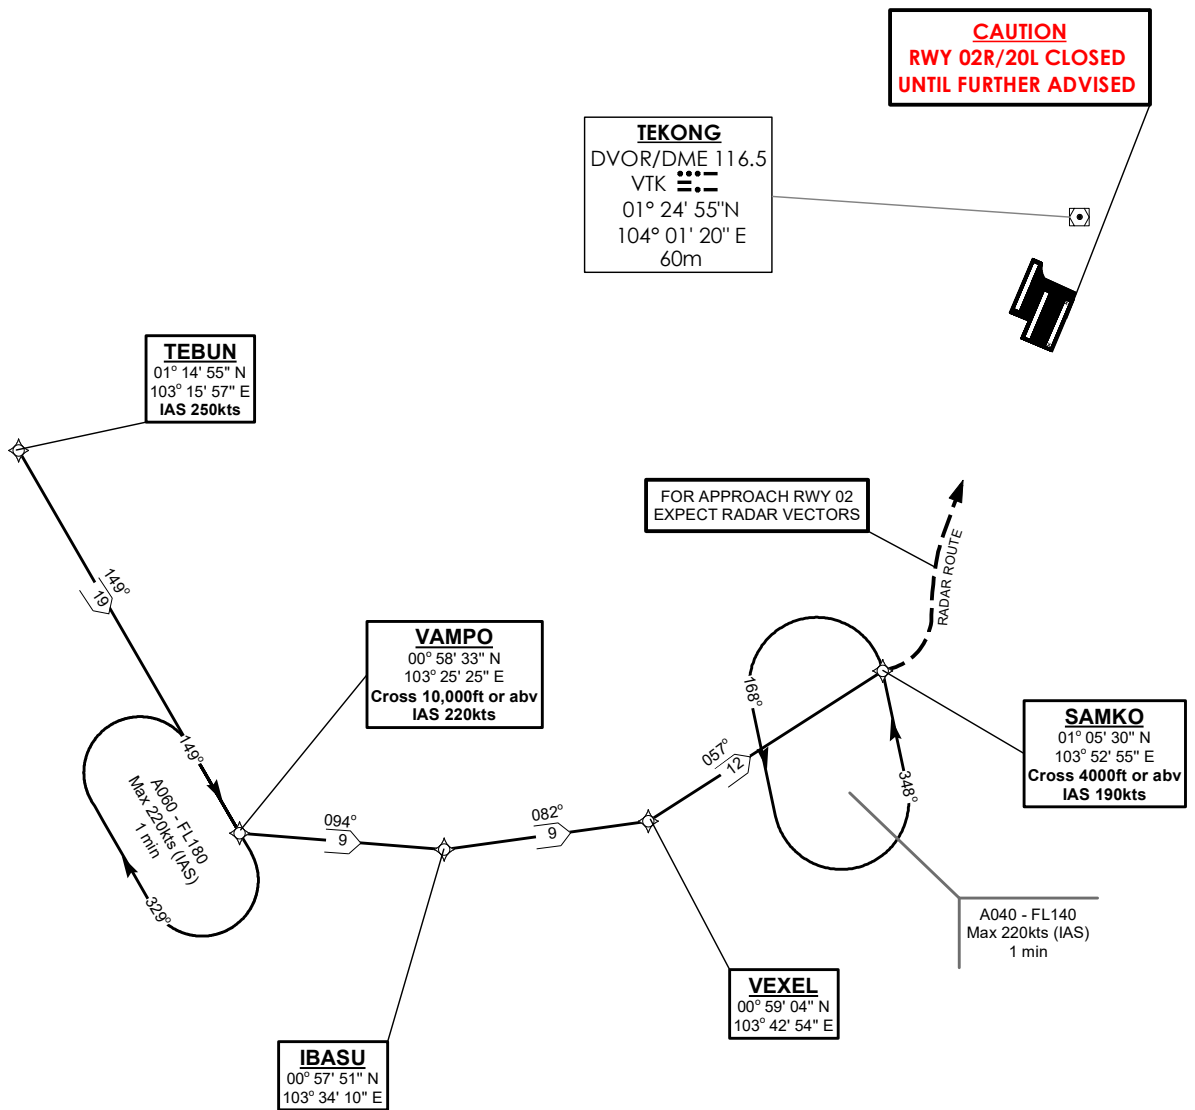 CAUTION
RWY 02R/20L CLOSED
UNTIL FURTHER ADVISED
TEKONG
DVOR/DME 116.5
VTK
01° 24' 55"N
104° 01' 20" E
60m
TEBUN
01° 14' 55" N
103° 15' 57" E
IAS 250kts
FOR APPROACH RWY 02
EXPECT RADAR VECTORS
RADAR ROUTE
149°
19
VAMPO
00° 58' 33" N
103° 25' 25" E
Cross 10,000ft or abv
IAS 220kts
168°
SAMKO
01° 05' 30" N
103° 52' 55" E
Cross 4000ft or abv
IAS 190kts
149°
A060 - FL180
Max 220kts (IAS)
1 min
329°
094°
9
082°
9
057°
12
348°
A040 - FL140
Max 220kts (IAS)
1 min
VEXEL
00° 59' 04" N
103° 42' 54" E
IBASU
00° 57' 51" N
103° 34' 10" E